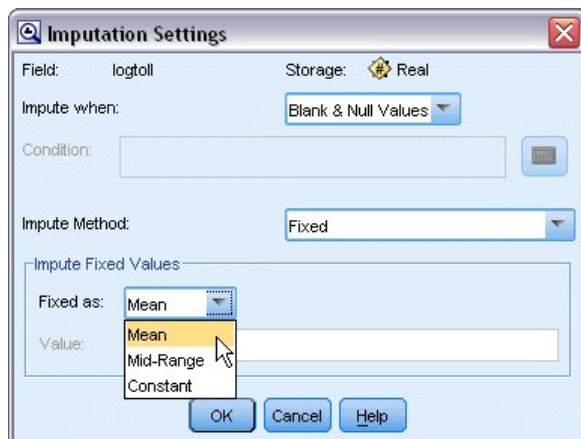 Imputation Settings
Field: logtoll Storage: # Real
Impute when: Blank & Null Values
Condition:
Impute Method: Fixed
Impute Fixed Values
Fixed as: Mean
Value:
Mean
Mid-Range
Constant
OK Cancel Help